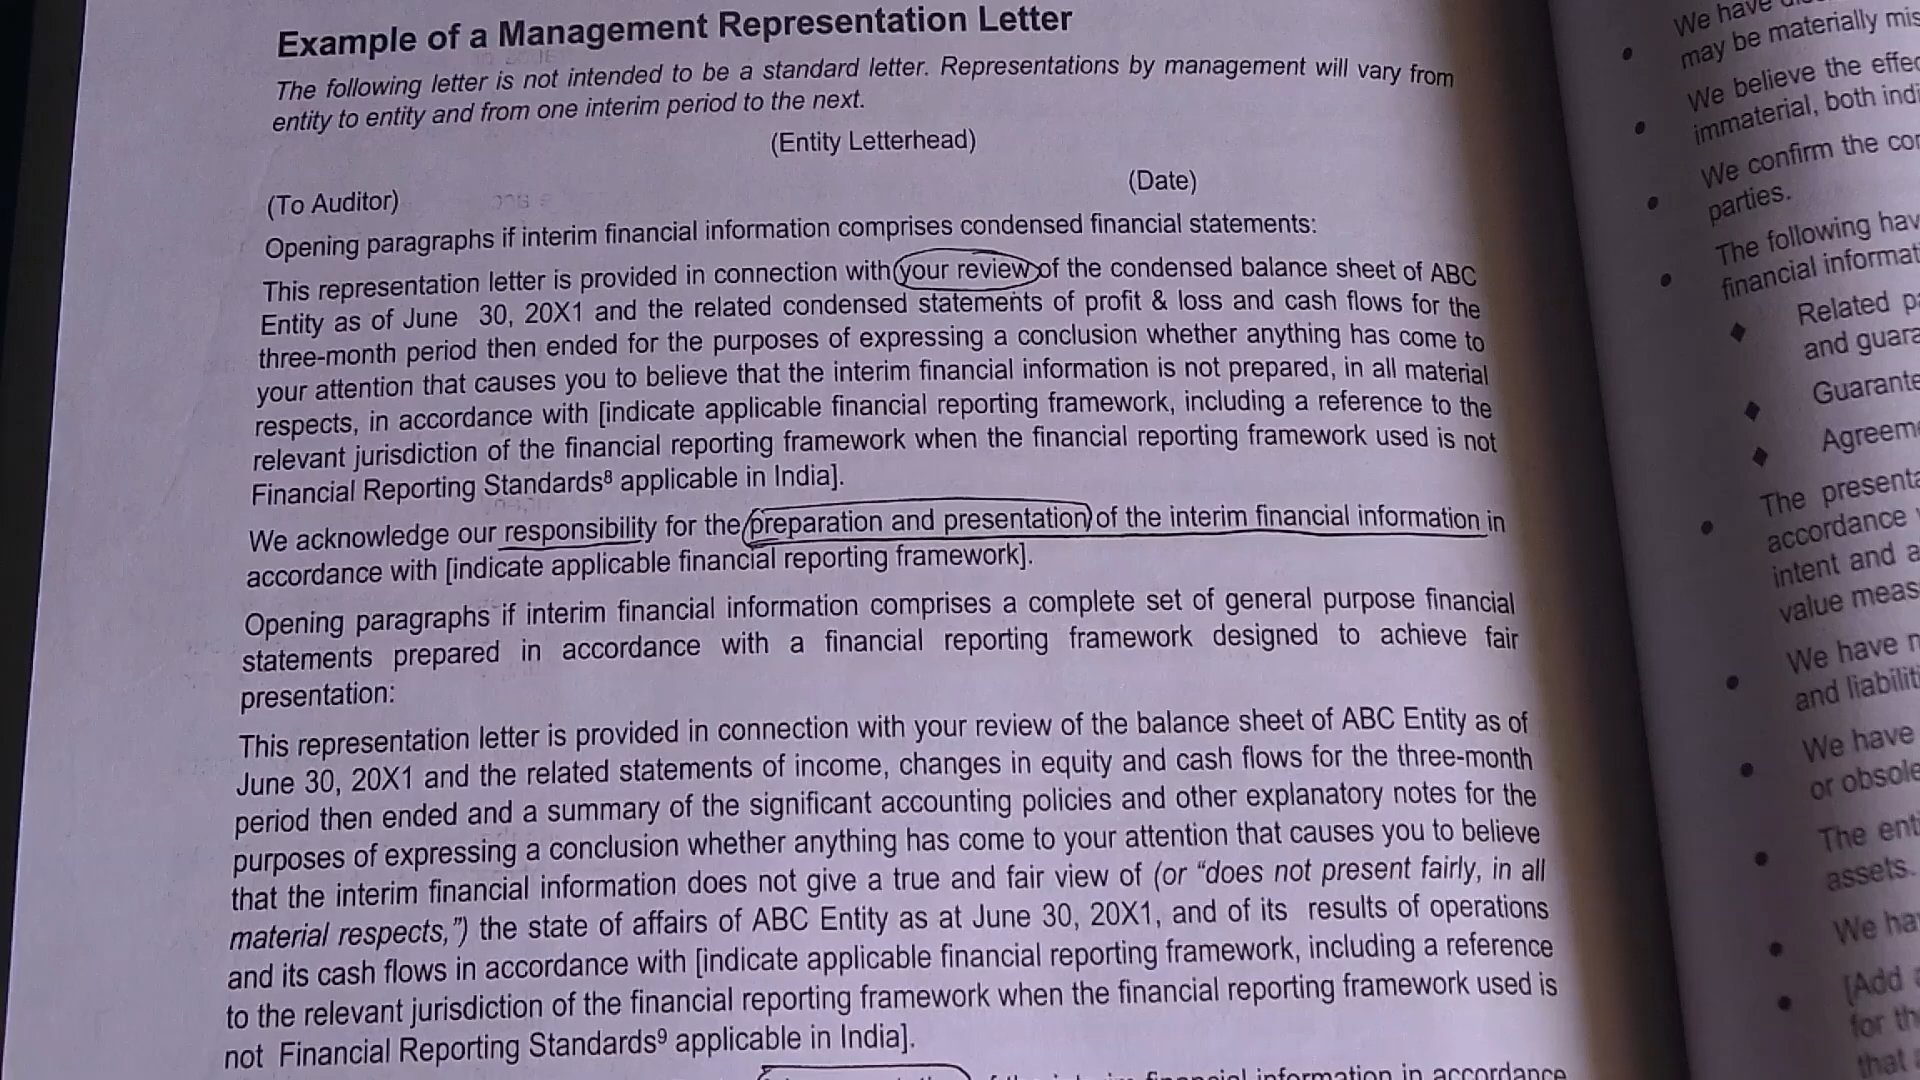 Example of a Management Representation Letter
The following letter is not intended to be a standard letter. Representations by management will vary from
entity to entity and from one interim period to the next.
(Entity Letterhead)
(Date)
(To Auditor)
Opening paragraphs if interim financial information comprises condensed financial statements:
This representation letter is provided in connection with your review of the condensed balance sheet of ABC
Entity as of June 30, 20X1 and the related condensed statements of profit & loss and cash flows for the
three-month period then ended for the purposes of expressing a conclusion whether anything has come to
your attention that causes you to believe that the interim financial information is not prepared, in all material
respects, in accordance with [indicate applicable financial reporting framework, including a reference to the
relevant jurisdiction of the financial reporting framework when the financial reporting framework used is not
Financial Reporting Standards⁸ applicable in India].
We acknowledge our responsibility for the preparation and presentation of the interim financial information in
accordance with [indicate applicable financial reporting framework].
Opening paragraphs if interim financial information comprises a complete set of general purpose financial
statements prepared in accordance with a financial reporting framework designed to achieve fair
presentation:
This representation letter is provided in connection with your review of the balance sheet of ABC Entity as of
June 30, 20X1 and the related statements of income, changes in equity and cash flows for the three-month
period then ended and a summary of the significant accounting policies and other explanatory notes for the
purposes of expressing a conclusion whether anything has come to your attention that causes you to believe
that the interim financial information does not give a true and fair view of (or “does not present fairly, in all
material respects,”) the state of affairs of ABC Entity as at June 30, 20X1, and of its results of operations
and its cash flows in accordance with [indicate applicable financial reporting framework, including a reference
to the relevant jurisdiction of the financial reporting framework when the financial reporting framework used is
not Financial Reporting Standards⁹ applicable in India].
interim financial information in accordance
We have
may be materially
• We believe the
immaterial, both
• We confirm the
parties.
• The following
financial
• Related
and
•
• The
accordance
intent and
value
• We have
and
• We have
or
• The
assets.
• We
• [Add
for
that